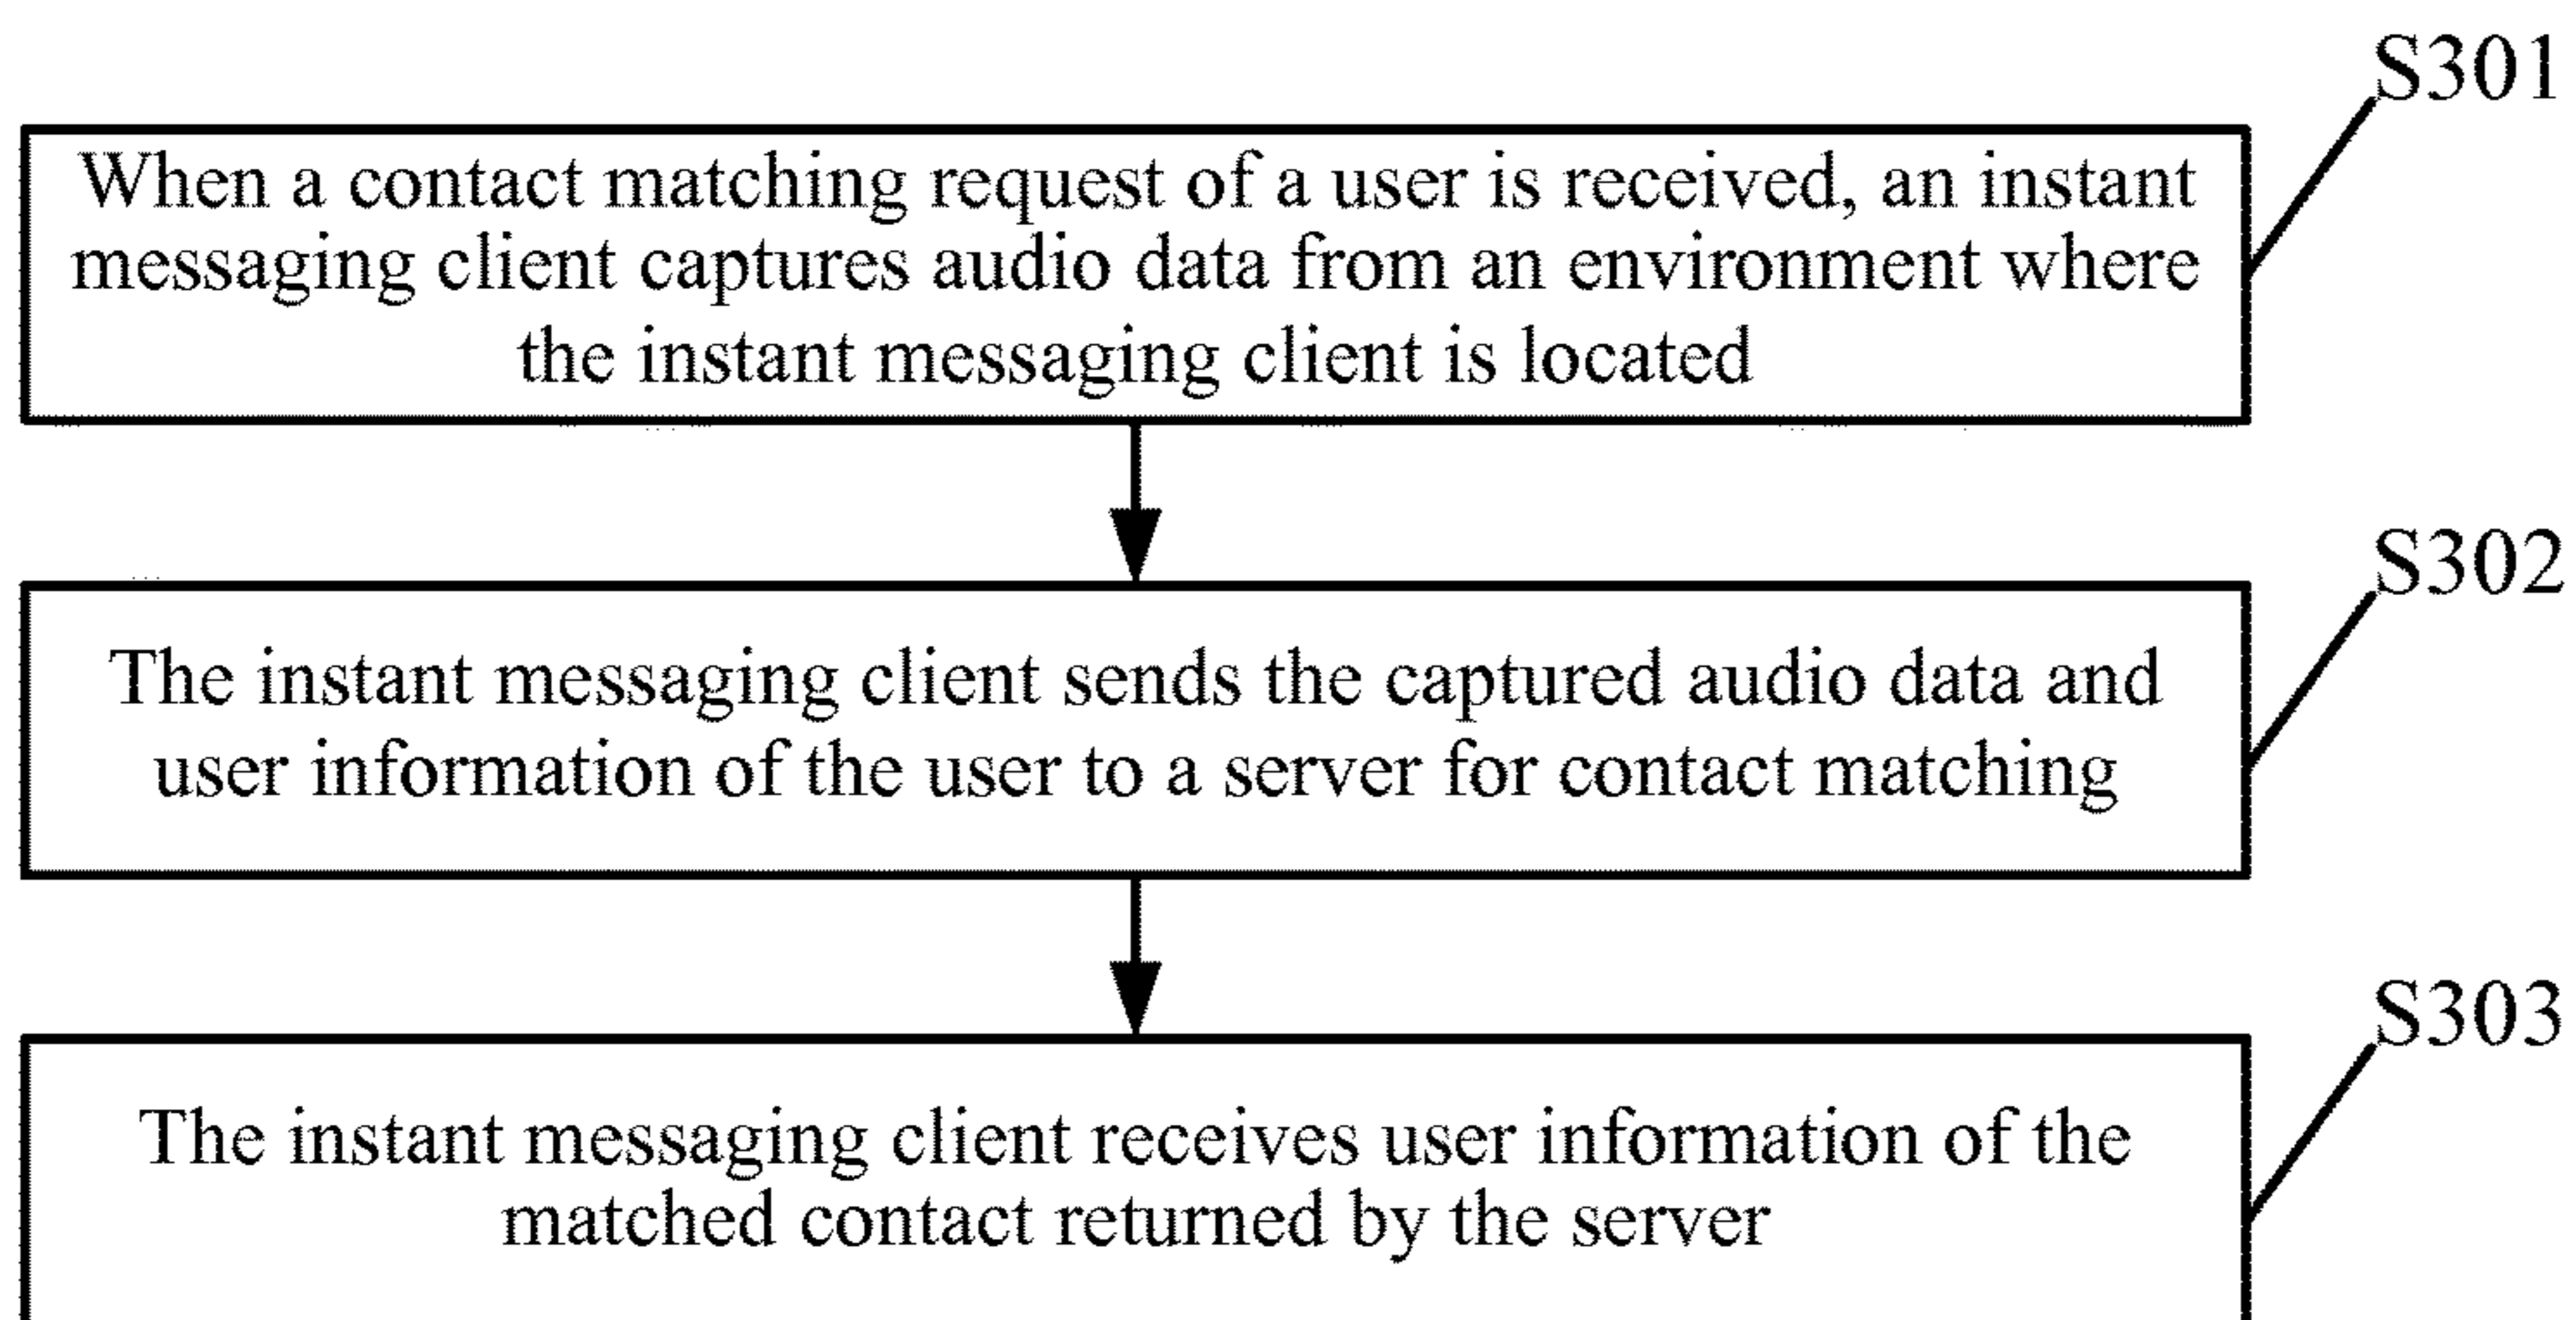 S301
When a contact matching request of a user is received, an instant
messaging client captures audio data from an environment where
the instant messaging client is located
S302
The instant messaging client sends the captured audio data and
user information of the user to a server for contact matching
S303
The instant messaging client receives user information of the
matched contact returned by the server